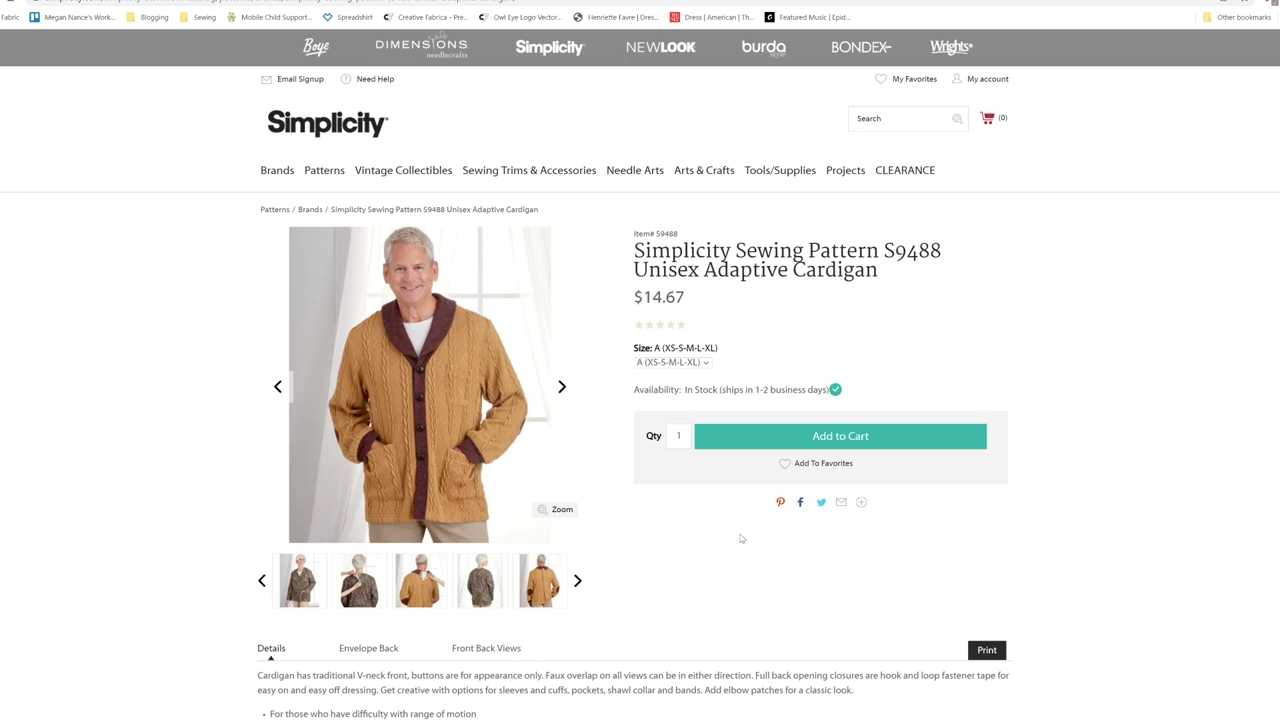 Fabric
Megan Nance's Work...
Blogging
Sewing
Mobile Child Support...
Spreadshirt
Creative Fabrica - Pre...
Owl Eye Logo Vector...
Henriette Favre | Dres...
Dress | American | Th...
Featured Music | Epid...
Other bookmarks
Boye
DIMENSIONS needlecrafts
Simplicity
NEWLOOK
burda style
BONDEX
Wrights
Email Signup
Need Help
My Favorites
My account
Simplicity
Search
(0)
Brands Patterns Vintage Collectibles Sewing Trims & Accessories Needle Arts Arts & Crafts Tools/Supplies Projects CLEARANCE
Patterns / Brands / Simplicity Sewing Pattern S9488 Unisex Adaptive Cardigan
Item# S9488
Simplicity Sewing Pattern S9488
Unisex Adaptive Cardigan
$14.67
Size: A (XS-S-M-L-XL)
A (XS-S-M-L-XL)
Availability: In Stock (ships in 1-2 business days)
Qty 1 Add to Cart
Add To Favorites
Zoom
Details Envelope Back Front Back Views
Print
Cardigan has traditional V-neck front, buttons are for appearance only. Faux overlap on all views can be in either direction. Full back opening closures are hook and loop fastener tape for
easy on and easy off dressing. Get creative with options for sleeves and cuffs, pockets, shawl collar and bands. Add elbow patches for a classic look.
• For those who have difficulty with range of motion